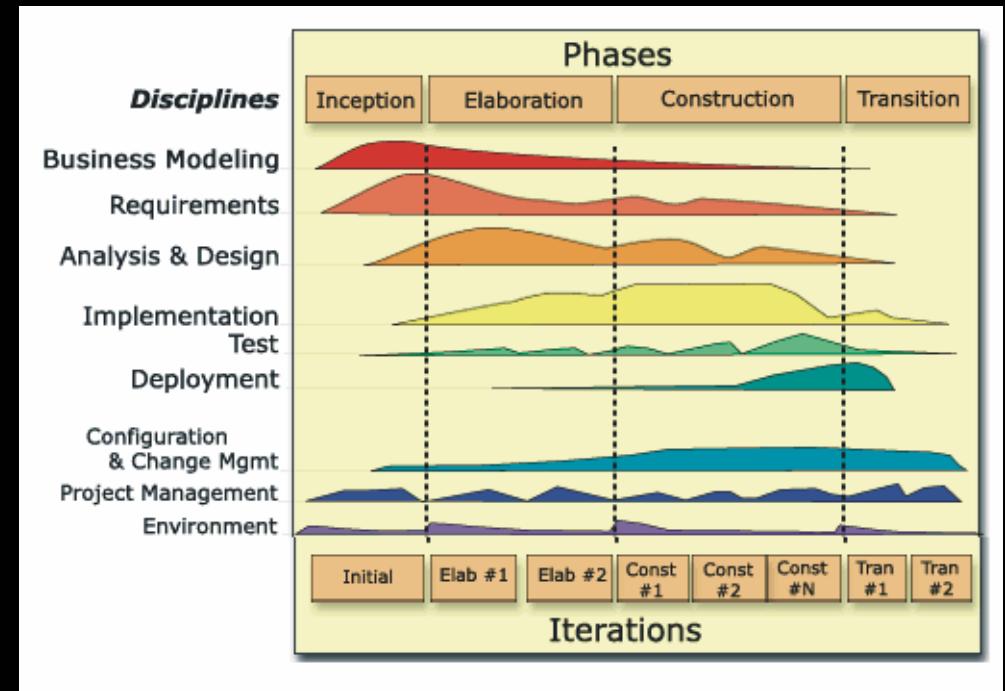 Phases
Disciplines
Inception
Elaboration
Construction
Transition
Business Modeling
Requirements
Analysis & Design
Implementation
Test
Deployment
Configuration
& Change Mgmt
Project Management
Environment
Initial
Elab #1
Elab #2
Const
#1
Const
#2
Const
#N
Tran
#1
Tran
#2
Iterations